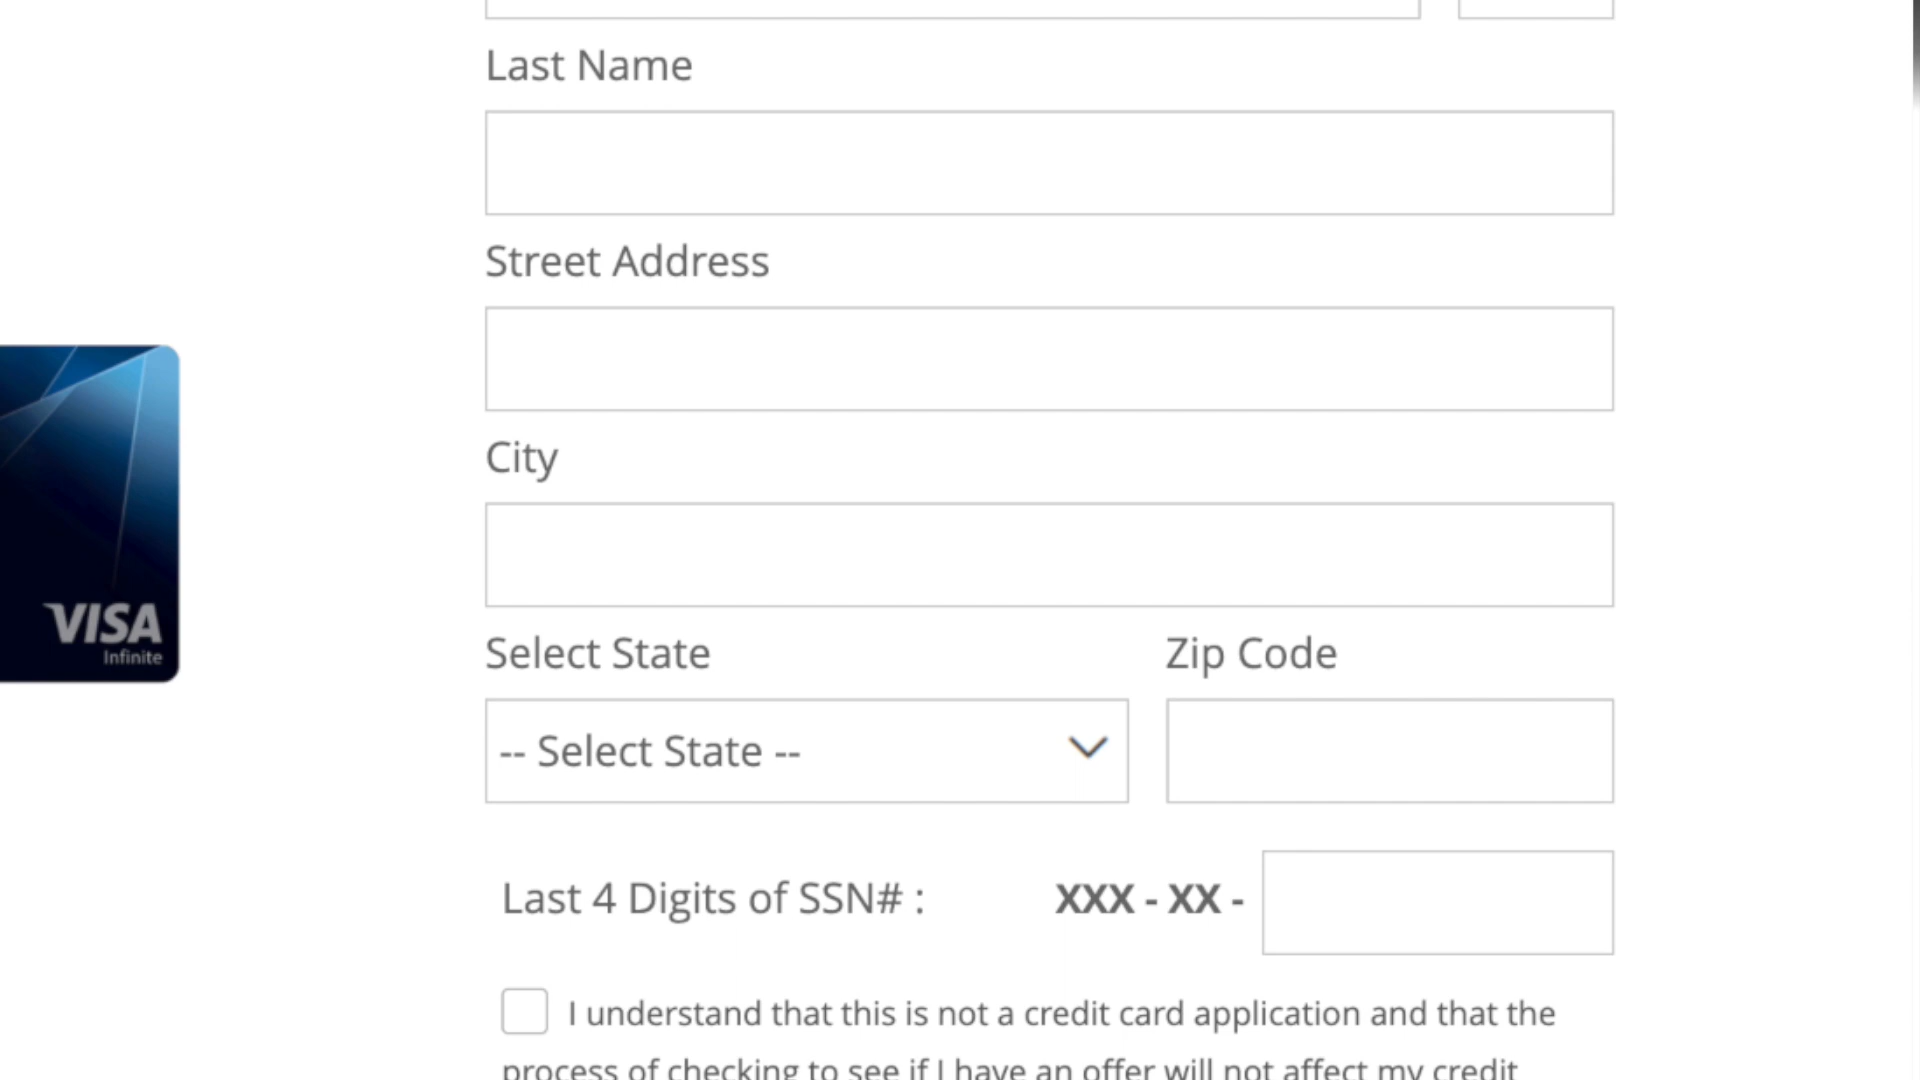 Last Name
Street Address
City
VISA
Infinite
Select State
Zip Code
-- Select State --
Last 4 Digits of SSN# :
XXX - XX -
I understand that this is not a credit card application and that the
process of checking to see if I have an offer will not affect my credit